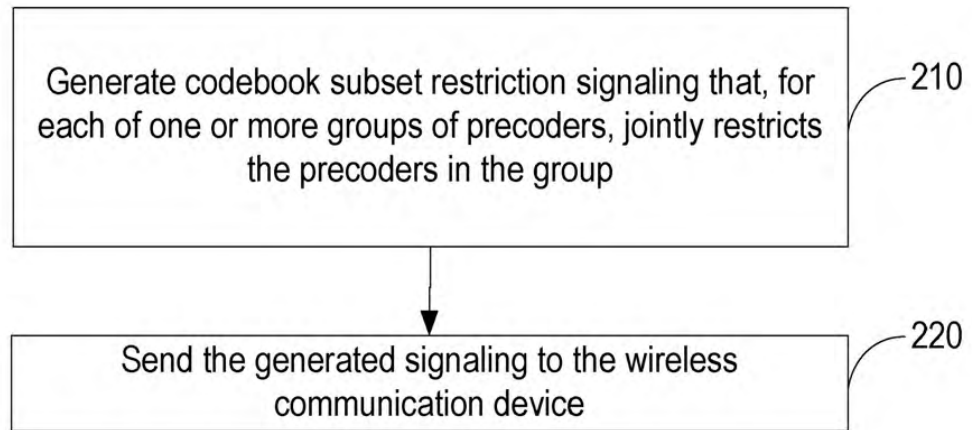 Generate codebook subset restriction signaling that, for
each of one or more groups of precoders, jointly restricts
the precoders in the group
210
Send the generated signaling to the wireless
communication device
220